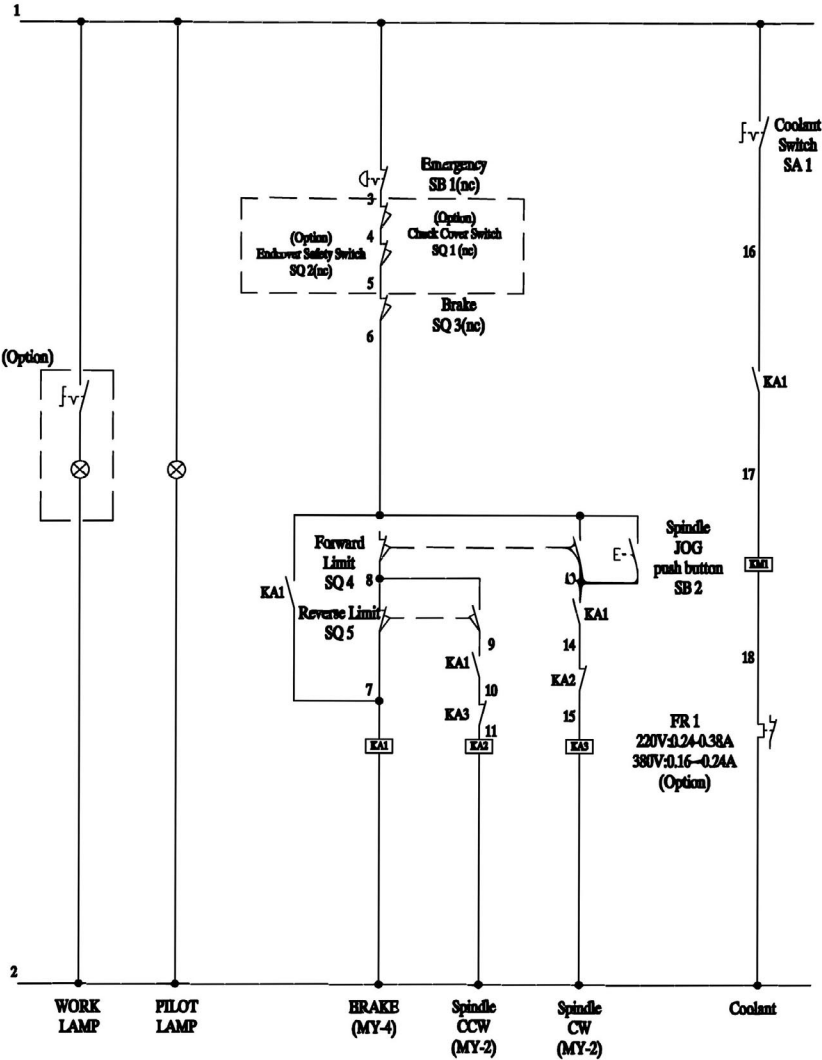 1
Emergency
SB 1(nc)
Coolant
Switch
SA 1
3
(Option)
Chuck Cover Switch
SQ 1 (nc)
4
(Option)
Endcover Safety Switch
SQ 2(nc)
5
16
Brake
SQ 3(nc)
6
(Option)
KA1
17
Forward
Limit
SQ 4
8
13
E
Spindle
JOG
push button
SB 2
KM1
KA1
Reverse Limit
SQ 5
KA1
9
14
18
KA1
KA2
7
10
KA3
15
11
FR 1
220V:0.24-0.38A
380V:0.16--0.24A
(Option)
KA1
KA2
KA3
2
WORK
LAMP
PILOT
LAMP
BRAKE
(MY-4)
Spindle
CCW
(MY-2)
Spindle
CW
(MY-2)
Coolant